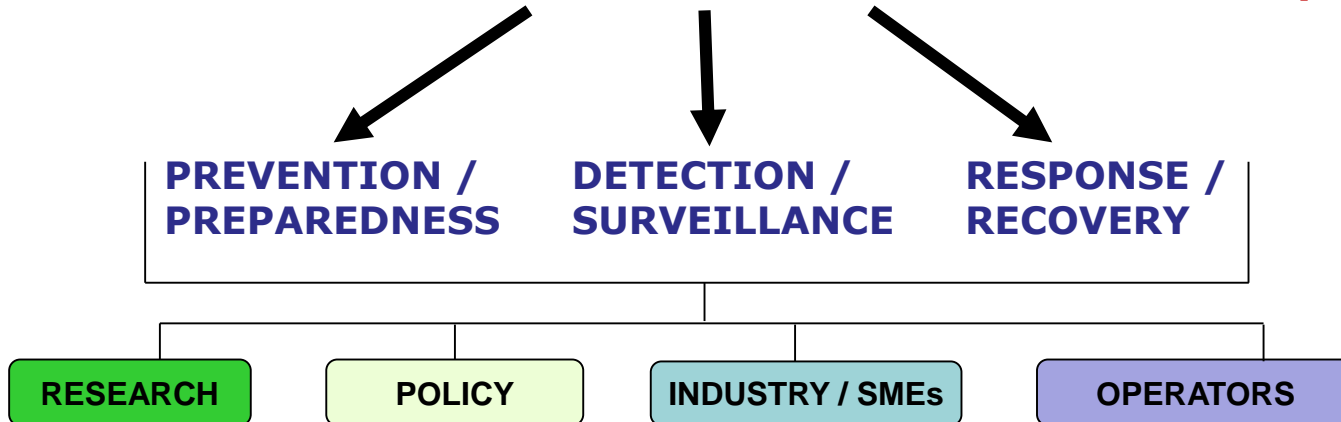 PREVENTION /
PREPAREDNESS
DETECTION /
SURVEILLANCE
RESPONSE /
RECOVERY
RESEARCH
POLICY
INDUSTRY / SMEs
OPERATORS